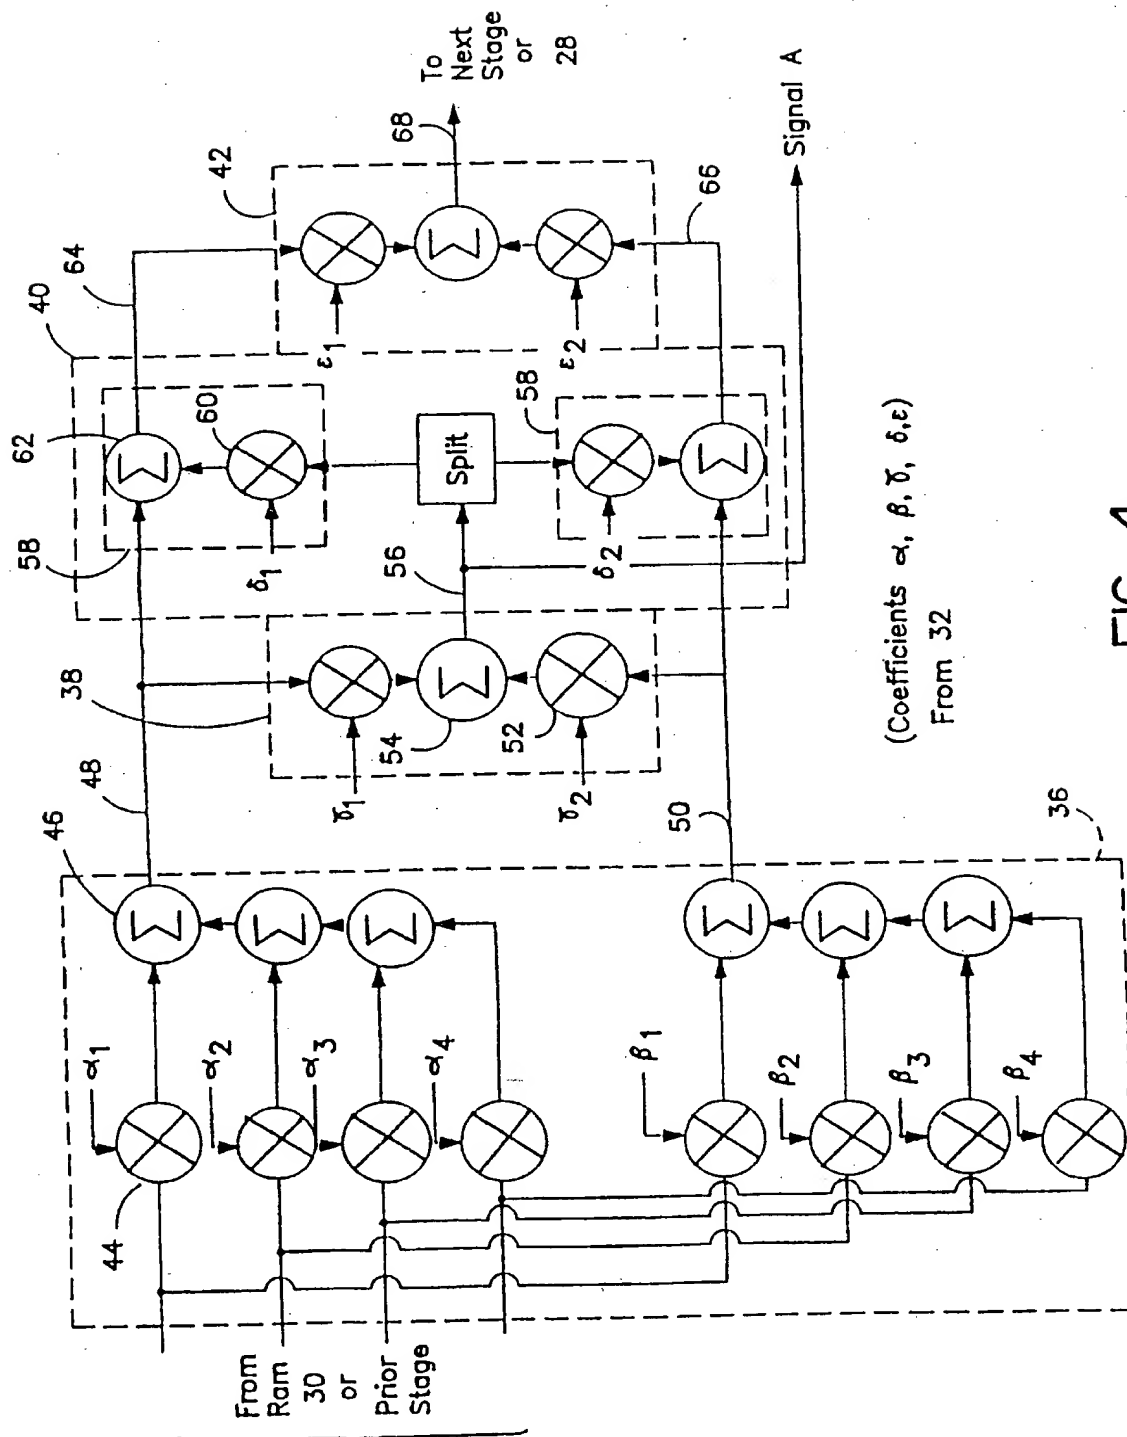 From
Ram
30
or
Prior
Stage
44
α1
α2
α3
α4
β1
β2
β3
β4
46
Σ
Σ
Σ
Σ
Σ
Σ
36
48
50
38
γ1
γ2
54
Σ
52
56
40
58
62
Σ
60
δ1
Split
58
δ2
Σ
64
66
42
ε1
ε2
Σ
68
To
Next
Stage
or
28
Signal A
(Coefficients α, β, γ, δ,ε)
From 32